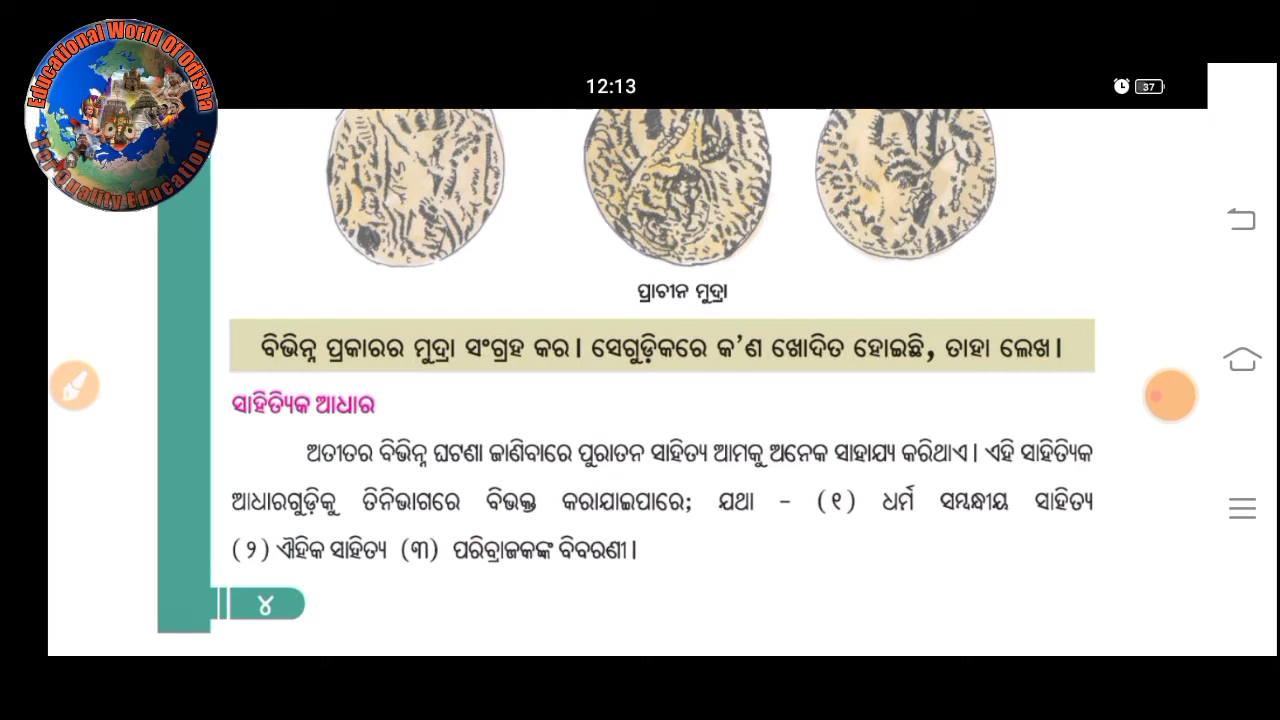 Educational World Of Odisha
12:13
37
For Quality Education
ପ୍ରାଚୀନ ମୁଦ୍ରା
ବିଭିନ୍ନ ପ୍ରକାରର ମୁଦ୍ରା ସଂଗ୍ରହ କର। ସେଗୁଡ଼ିକରେ କ'ଣ ଖୋଦିତ ହୋଇଛି, ତାହା ଲେଖ।
ସାହିତ୍ୟିକ ଆଧାର
ଅତୀତର ବିଭିନ୍ନ ଘଟଣା ଜାଣିବାରେ ପୁରାତନ ସାହିତ୍ୟ ଆମକୁ ଅନେକ ସାହାଯ୍ୟ କରିଥାଏ। ଏହି ସାହିତ୍ୟିକ
ଆଧାରଗୁଡ଼ିକୁ ତିନିଭାଗରେ ବିଭକ୍ତ କରାଯାଇପାରେ; ଯଥା - (୧) ଧର୍ମ ସମ୍ବନ୍ଧୀୟ ସାହିତ୍ୟ
(୨) ଐହିକ ସାହିତ୍ୟ (୩) ପରିବ୍ରାଜକଙ୍କ ବିବରଣୀ।
୪